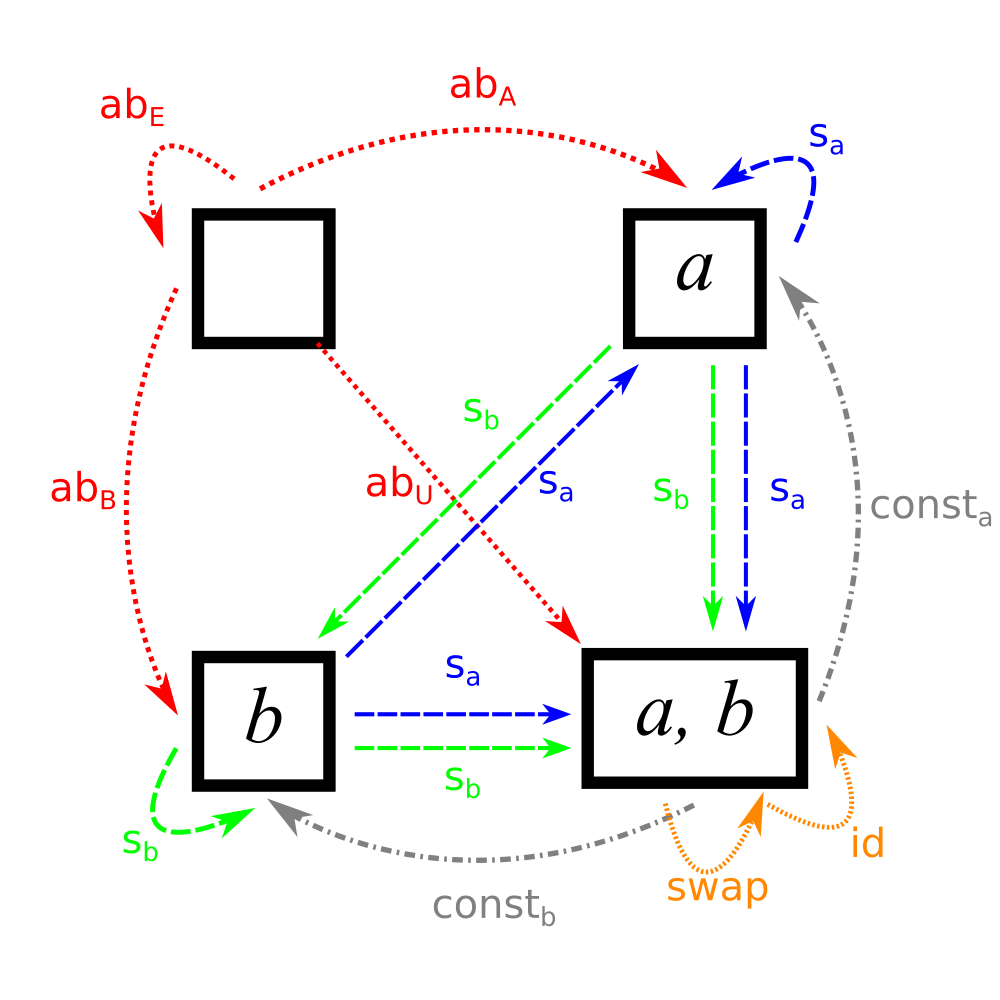 ab_A
ab_E
s_a
a
s_b
s_a
ab_U
ab_B
s_b
s_a
const_a
s_a
b
a, b
s_b
s_b
id
swap
const_b